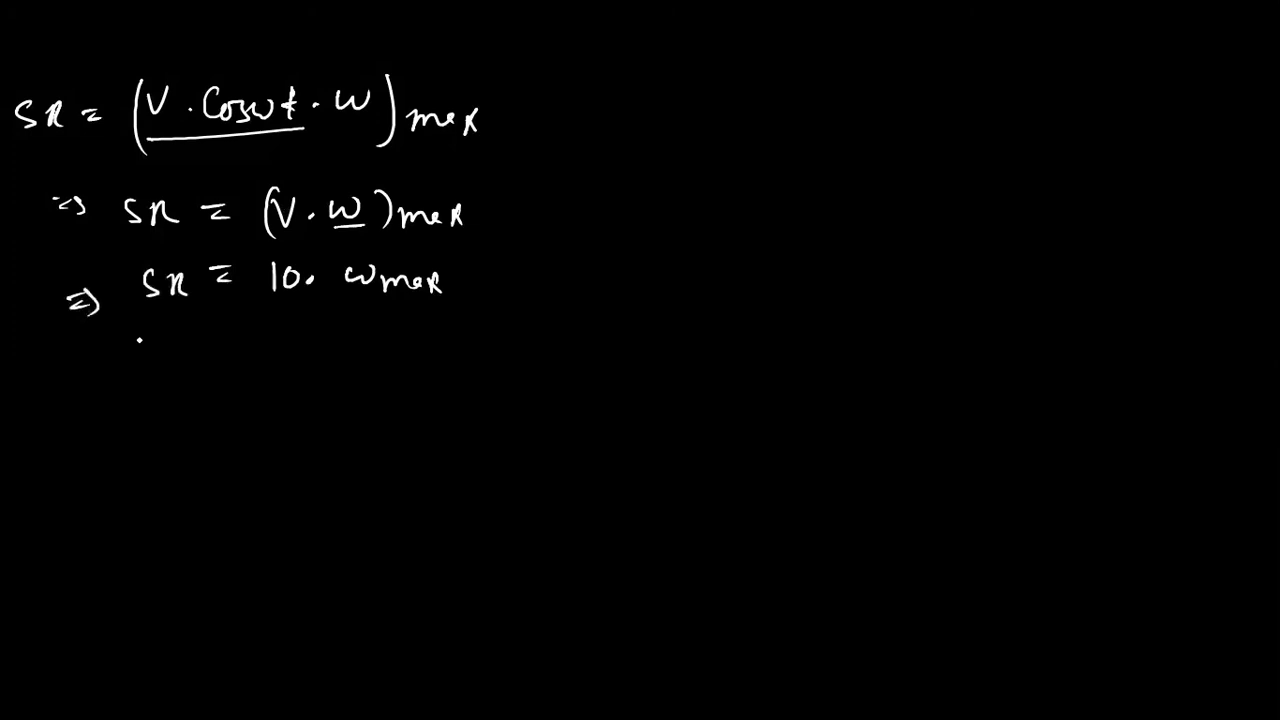 SR = (V . Cosωt . ω)max
=> SR = (V . ω)max
=> SR = 10 . ωmax